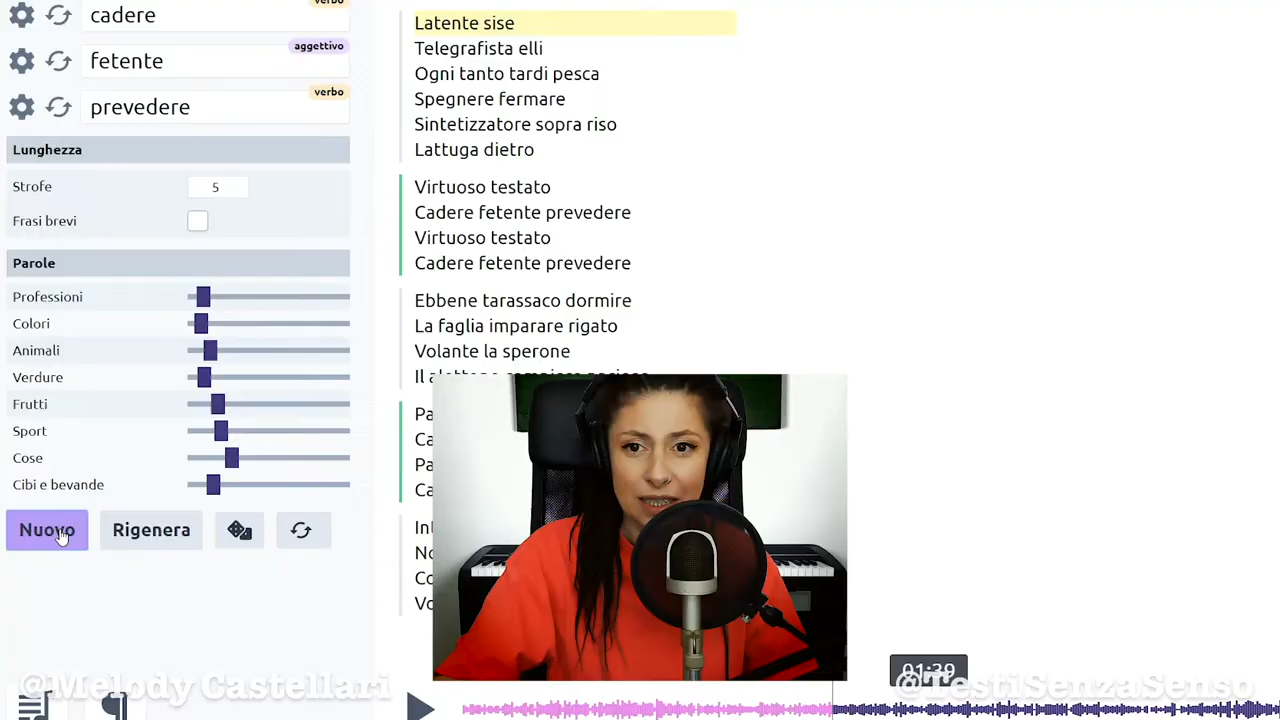 cadere
verbo
fetente
aggettivo
prevedere
verbo
Lunghezza
Strofe 5
Frasi brevi
Parole
Professioni
Colori
Animali
Verdure
Frutti
Sport
Cose
Cibi e bevande
Nuovo Rigenera
Latente sise
Telegrafista elli
Ogni tanto tardi pesca
Spegnere fermare
Sintetizzatore sopra riso
Lattuga dietro
Virtuoso testato
Cadere fetente prevedere
Virtuoso testato
Cadere fetente prevedere
Ebbene tarassaco dormire
La faglia imparare rigato
Volante la sperone
Il
01:39
@TestiSenzaSenso